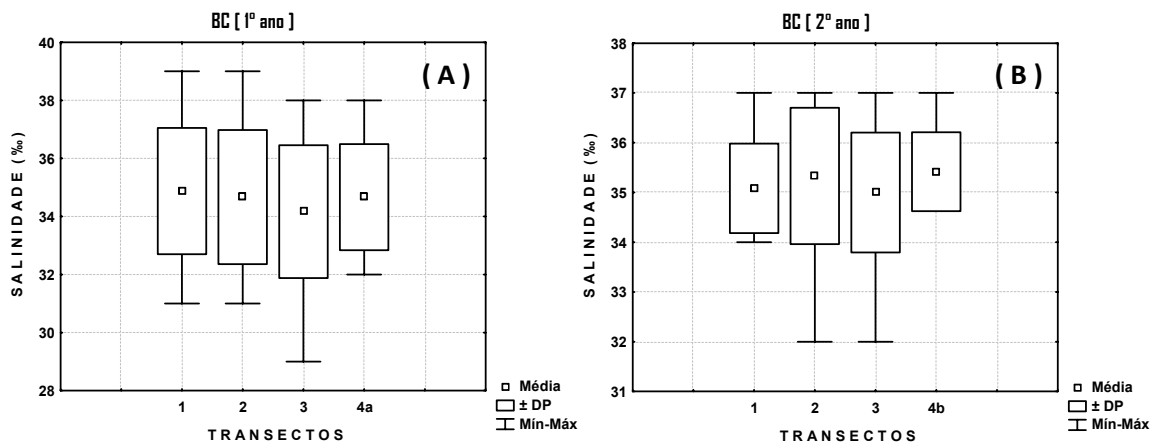 BC [ 1º ano ]
( A )
SALINIDADE (‰)
40
38
36
34
32
30
28
1 2 3 4a
TRANSECTOS
Média
± DP
Mín-Máx
BC [ 2º ano ]
( B )
SALINIDADE (‰)
38
37
36
35
34
33
32
31
1 2 3 4b
TRANSECTOS
Média
± DP
Mín-Máx